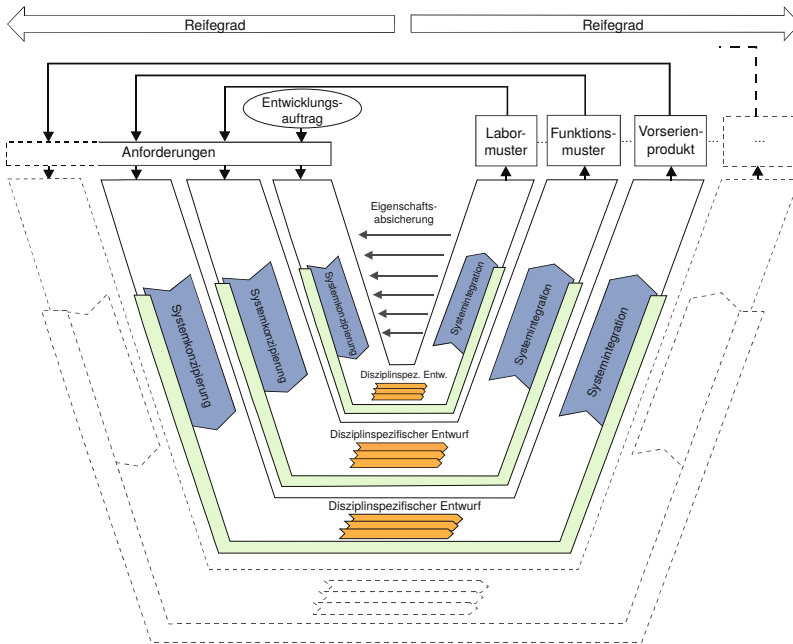 Reifegrad
Reifegrad
Entwicklungs-
auftrag
Anforderungen
Labor-
muster
Funktions-
muster
Vorserien-
produkt
...
Eigenschafts-
absicherung
Systemkonzipierung
Systemkonzipierung
Systemkonzipierung
Systemintegration
Systemintegration
Systemintegration
Disziplinspez. Entw.
Disziplinspezifischer Entwurf
Disziplinspezifischer Entwurf